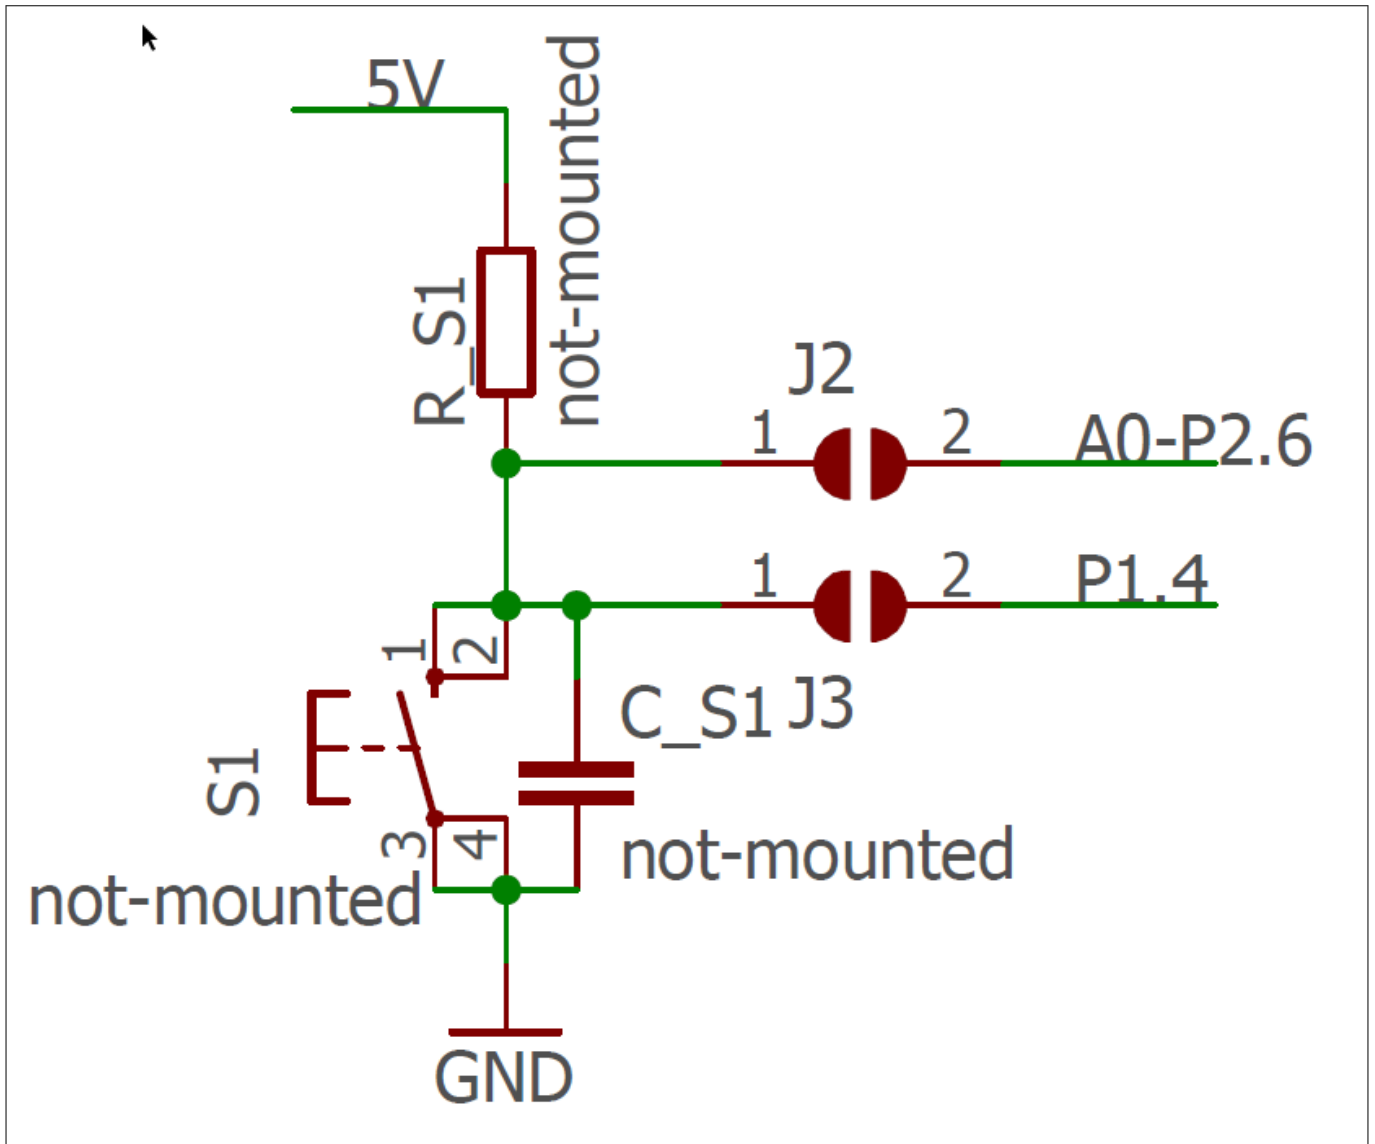 5V
not-mounted
R_S1
J2
1
2
A0-P2.6
1
2
P1.4
J3
1
2
C_S1
not-mounted
S1
3
4
not-mounted
GND